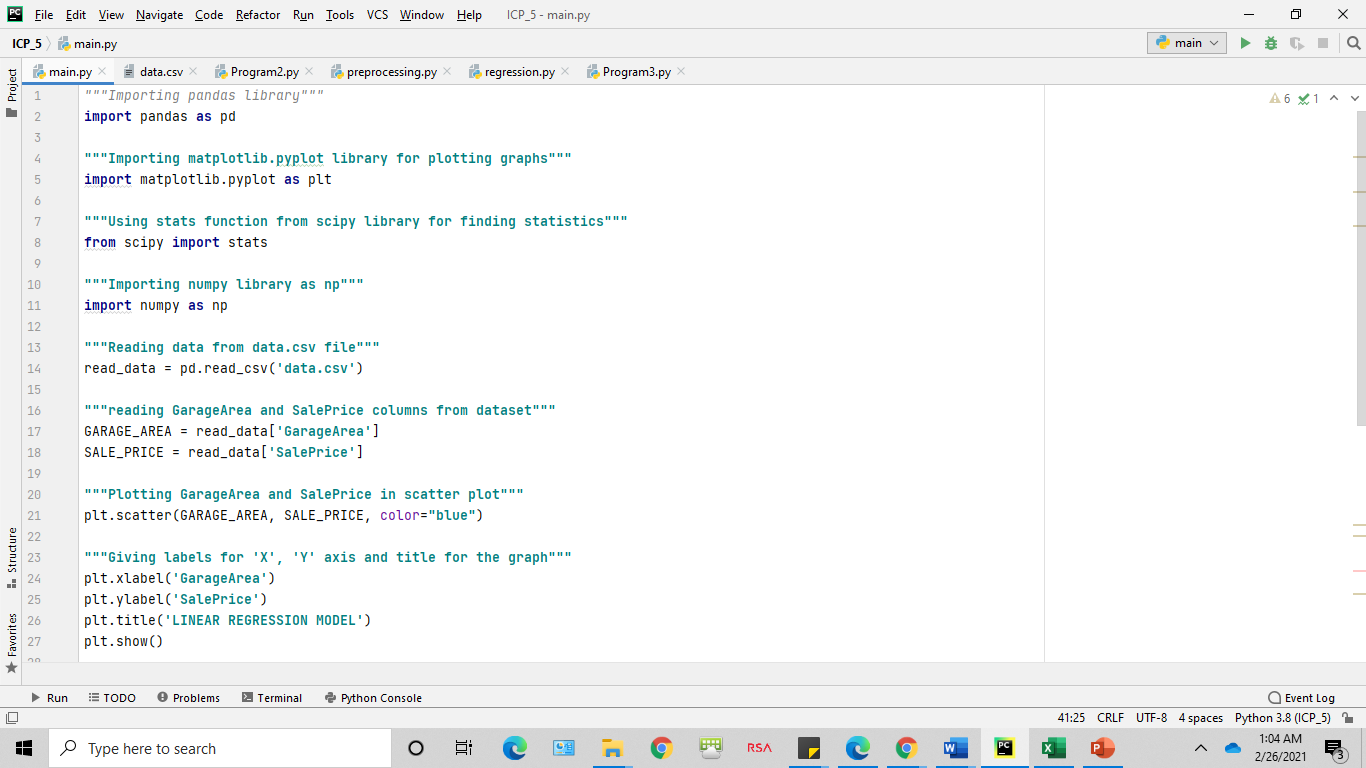 File Edit View Navigate Code Refactor Run Tools VCS Window Help ICP_5 - main.py
ICP_5 main.py main
main.py data.csv Program2.py preprocessing.py regression.py Program3.py
Project
Structure
Favorites
6 1
1 """Importing pandas library"""
2 import pandas as pd
3
4 """Importing matplotlib.pyplot library for plotting graphs"""
5 import matplotlib.pyplot as plt
6
7 """Using stats function from scipy library for finding statistics"""
8 from scipy import stats
9
10 """Importing numpy library as np"""
11 import numpy as np
12
13 """Reading data from data.csv file"""
14 read_data = pd.read_csv('data.csv')
15
16 """reading GarageArea and SalePrice columns from dataset"""
17 GARAGE_AREA = read_data['GarageArea']
18 SALE_PRICE = read_data['SalePrice']
19
20 """Plotting GarageArea and SalePrice in scatter plot"""
21 plt.scatter(GARAGE_AREA, SALE_PRICE, color="blue")
22
23 """Giving labels for 'X', 'Y' axis and title for the graph"""
24 plt.xlabel('GarageArea')
25 plt.ylabel('SalePrice')
26 plt.title('LINEAR REGRESSION MODEL')
27 plt.show()
28
Run TODO Problems Terminal Python Console Event Log
41:25 CRLF UTF-8 4 spaces Python 3.8 (ICP_5)
Type here to search
RSA
1:04 AM
2/26/2021
3